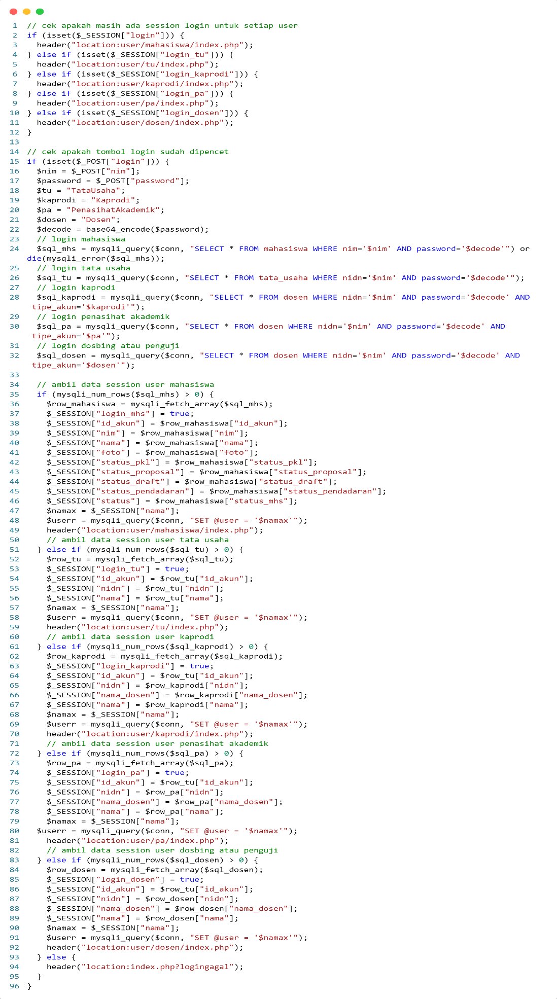 1 // cek apakah masih ada session login untuk setiap user
2 if (isset($_SESSION["login"])) {
3   header("location:user/mahasiswa/index.php");
4 } else if (isset($_SESSION["login_tu"])) {
5   header("location:user/tu/index.php");
6 } else if (isset($_SESSION["login_kaprodi"])) {
7   header("location:user/kaprodi/index.php");
8 } else if (isset($_SESSION["login_pa"])) {
9   header("location:user/pa/index.php");
10 } else if (isset($_SESSION["login_dosen"])) {
11   header("location:user/dosen/index.php");
12 }
13
14 // cek apakah tombol login sudah dipencet
15 if (isset($_POST["login"])) {
16   $nim = $_POST["nim"];
17   $password = $_POST["password"];
18   $tu = "TataUsaha";
19   $kaprodi = "Kaprodi";
20   $pa = "PenasihatAkademik";
21   $dosen = "Dosen";
22   $decode = base64_encode($password);
23   // login mahasiswa
24   $sql_mhs = mysqli_query($conn, "SELECT * FROM mahasiswa WHERE nim='$nim' AND password='$decode'") or
die(mysqli_error($sql_mhs));
25   // login tata usaha
26   $sql_tu = mysqli_query($conn, "SELECT * FROM tata_usaha WHERE nidn='$nim' AND password='$decode'");
27   // login kaprodi
28   $sql_kaprodi = mysqli_query($conn, "SELECT * FROM dosen WHERE nidn='$nim' AND password='$decode' AND
tipe_akun='$kaprodi'");
29   // login penasihat akademik
30   $sql_pa = mysqli_query($conn, "SELECT * FROM dosen WHERE nidn='$nim' AND password='$decode' AND
tipe_akun='$pa'");
31   // login dosbing atau penguji
32   $sql_dosen = mysqli_query($conn, "SELECT * FROM dosen WHERE nidn='$nim' AND password='$decode' AND
tipe_akun='$dosen'");
33
34   // ambil data session user mahasiswa
35   if (mysqli_num_rows($sql_mhs) > 0) {
36     $row_mahasiswa = mysqli_fetch_array($sql_mhs);
37     $_SESSION["login_mhs"] = true;
38     $_SESSION["id_akun"] = $row_mahasiswa["id_akun"];
39     $_SESSION["nim"] = $row_mahasiswa["nim"];
40     $_SESSION["nama"] = $row_mahasiswa["nama"];
41     $_SESSION["foto"] = $row_mahasiswa["foto"];
42     $_SESSION["status_pkl"] = $row_mahasiswa["status_pkl"];
43     $_SESSION["status_proposal"] = $row_mahasiswa["status_proposal"];
44     $_SESSION["status_draft"] = $row_mahasiswa["status_draft"];
45     $_SESSION["status_pendadaran"] = $row_mahasiswa["status_pendadaran"];
46     $_SESSION["status"] = $row_mahasiswa["status_mhs"];
47     $namax = $_SESSION["nama"];
48     $userr = mysqli_query($conn, "SET @user = '$namax'");
49     header("location:user/mahasiswa/index.php");
50     // ambil data session user tata usaha
51   } else if (mysqli_num_rows($sql_tu) > 0) {
52     $row_tu = mysqli_fetch_array($sql_tu);
53     $_SESSION["login_tu"] = true;
54     $_SESSION["id_akun"] = $row_tu["id_akun"];
55     $_SESSION["nidn"] = $row_tu["nidn"];
56     $_SESSION["nama"] = $row_tu["nama"];
57     $namax = $_SESSION["nama"];
58     $userr = mysqli_query($conn, "SET @user = '$namax'");
59     header("location:user/tu/index.php");
60     // ambil data session user kaprodi
61   } else if (mysqli_num_rows($sql_kaprodi) > 0) {
62     $row_kaprodi = mysqli_fetch_array($sql_kaprodi);
63     $_SESSION["login_kaprodi"] = true;
64     $_SESSION["id_akun"] = $row_tu["id_akun"];
65     $_SESSION["nidn"] = $row_kaprodi["nidn"];
66     $_SESSION["nama_dosen"] = $row_kaprodi["nama_dosen"];
67     $_SESSION["nama"] = $row_kaprodi["nama"];
68     $namax = $_SESSION["nama"];
69     $userr = mysqli_query($conn, "SET @user = '$namax'");
70     header("location:user/kaprodi/index.php");
71     // ambil data session user penasihat akademik
72   } else if (mysqli_num_rows($sql_pa) > 0) {
73     $row_pa = mysqli_fetch_array($sql_pa);
74     $_SESSION["login_pa"] = true;
75     $_SESSION["id_akun"] = $row_tu["id_akun"];
76     $_SESSION["nidn"] = $row_pa["nidn"];
77     $_SESSION["nama_dosen"] = $row_pa["nama_dosen"];
78     $_SESSION["nama"] = $row_pa["nama"];
79     $namax = $_SESSION["nama"];
80   $userr = mysqli_query($conn, "SET @user = '$namax'");
81     header("location:user/pa/index.php");
82     // ambil data session user dosbing atau penguji
83   } else if (mysqli_num_rows($sql_dosen) > 0) {
84     $row_dosen = mysqli_fetch_array($sql_dosen);
85     $_SESSION["login_dosen"] = true;
86     $_SESSION["id_akun"] = $row_tu["id_akun"];
87     $_SESSION["nidn"] = $row_dosen["nidn"];
88     $_SESSION["nama_dosen"] = $row_dosen["nama_dosen"];
89     $_SESSION["nama"] = $row_dosen["nama"];
90     $namax = $_SESSION["nama"];
91     $userr = mysqli_query($conn, "SET @user = '$namax'");
92     header("location:user/dosen/index.php");
93   } else {
94     header("location:index.php?logingagal");
95   }
96 }